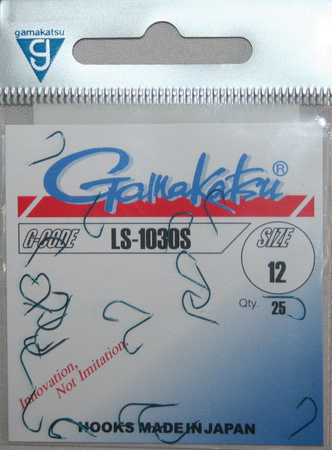 gamakatsu
g
Gamakatsu®
G-CODE LS-1030S SIZE
12
Qty. 25
Innovation,
Not Imitation.
HOOKS MADE IN JAPAN